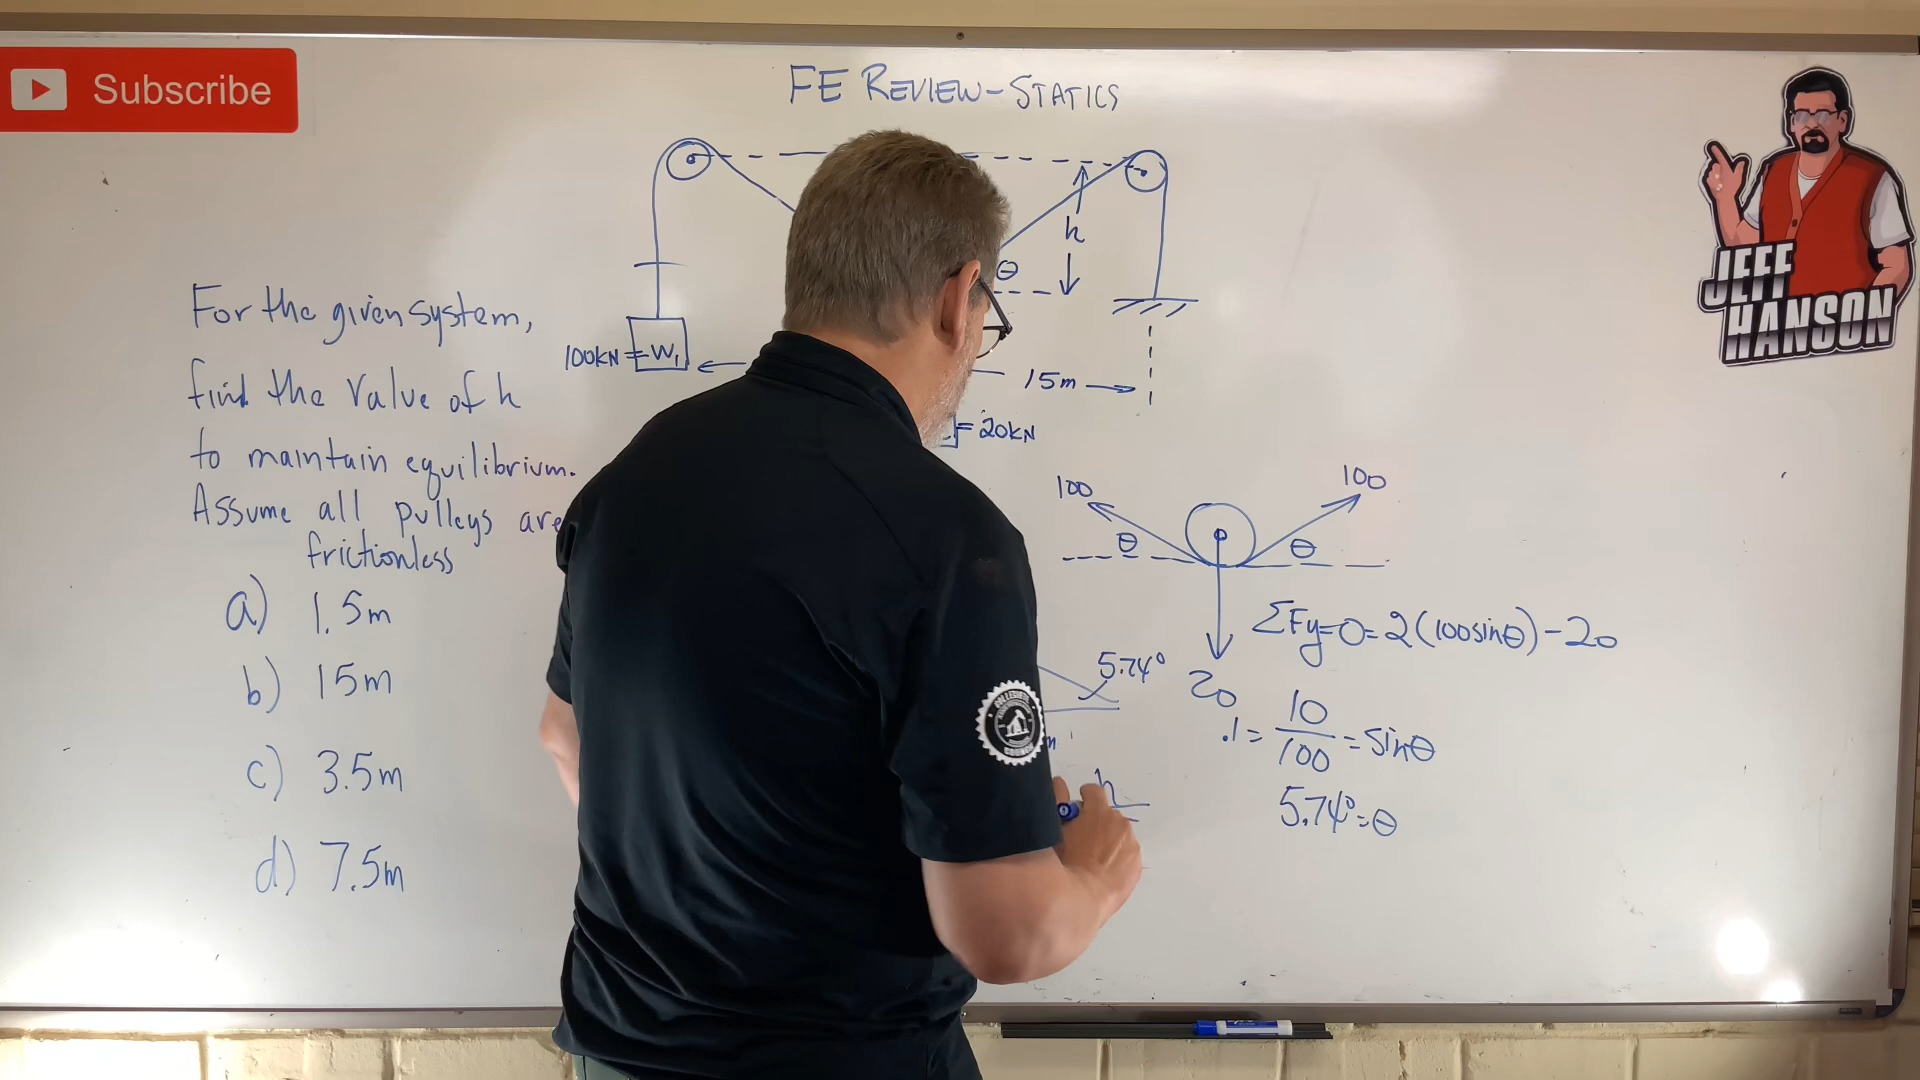 Subscribe
FE REVIEW-STATICS
JEFF
HANSON
h
θ
100KN = W₁
15m
= 20KN
For the given system,
find the value of h
to maintain equilibrium.
Assume all pulleys are
frictionless
a) 1.5m
b) 15m
c) 3.5m
d) 7.5m
100
100
θ
θ
20
ΣFy=0=2(100sinθ)-20
.1= 10/100 = sinθ
5.74°=θ
5.74°
m
h